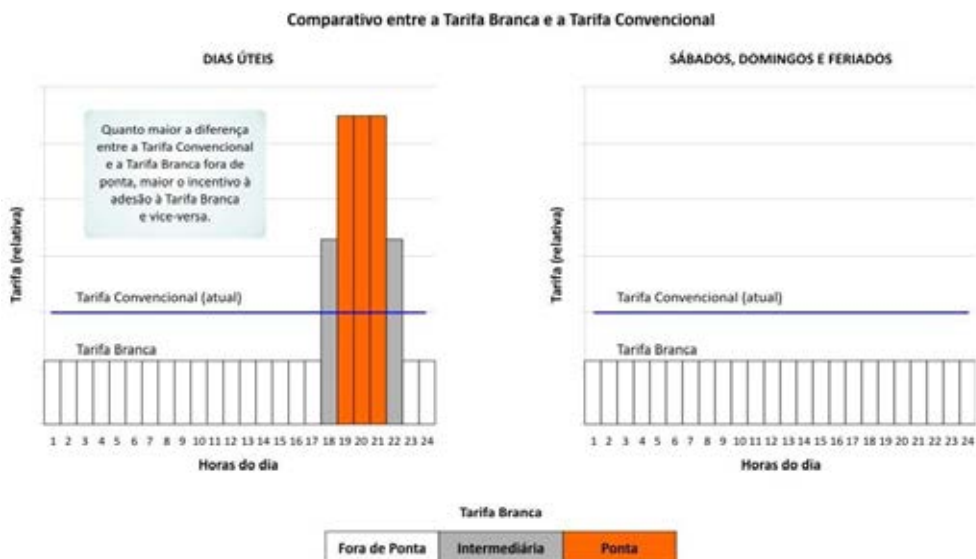 Comparativo entre a Tarifa Branca e a Tarifa Convencional
DIAS ÚTEIS
Quanto maior a diferença
entre a Tarifa Convencional
e a Tarifa Branca fora de
ponta, maior o incentivo à
adesão à Tarifa Branca
e vice-versa.
Tarifa (relativa)
Tarifa Convencional (atual)
Tarifa Branca
1 2 3 4 5 6 7 8 9 10 11 12 13 14 15 16 17 18 19 20 21 22 23 24
Horas do dia
SÁBADOS, DOMINGOS E FERIADOS
Tarifa (relativa)
Tarifa Convencional (atual)
Tarifa Branca
1 2 3 4 5 6 7 8 9 10 11 12 13 14 15 16 17 18 19 20 21 22 23 24
Horas do dia
Tarifa Branca
Fora de Ponta Intermediária Ponta